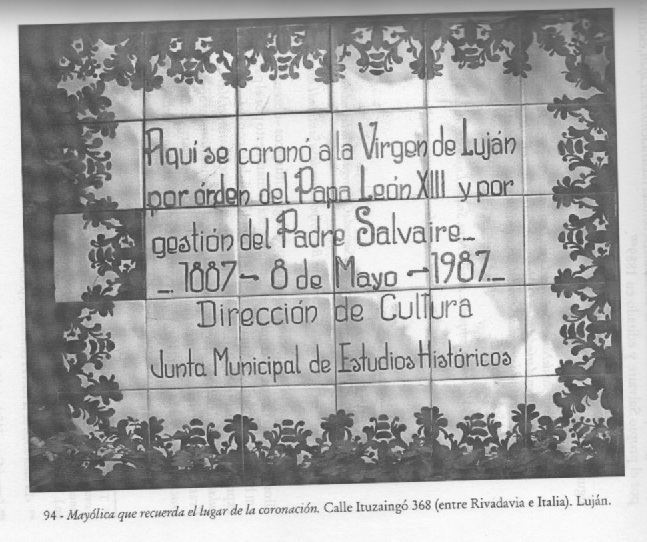 Aquí se coronó a la Virgen de Luján
por órden del Papa León XIII y por
gestión del Padre Salvaire_
_1887- 8 de Mayo -1987_
Dirección de Cultura
Junta Municipal de Estudios Históricos
94 - Mayólica que recuerda el lugar de la coronación. Calle Ituzaingó 368 (entre Rivadavia e Italia). Luján.